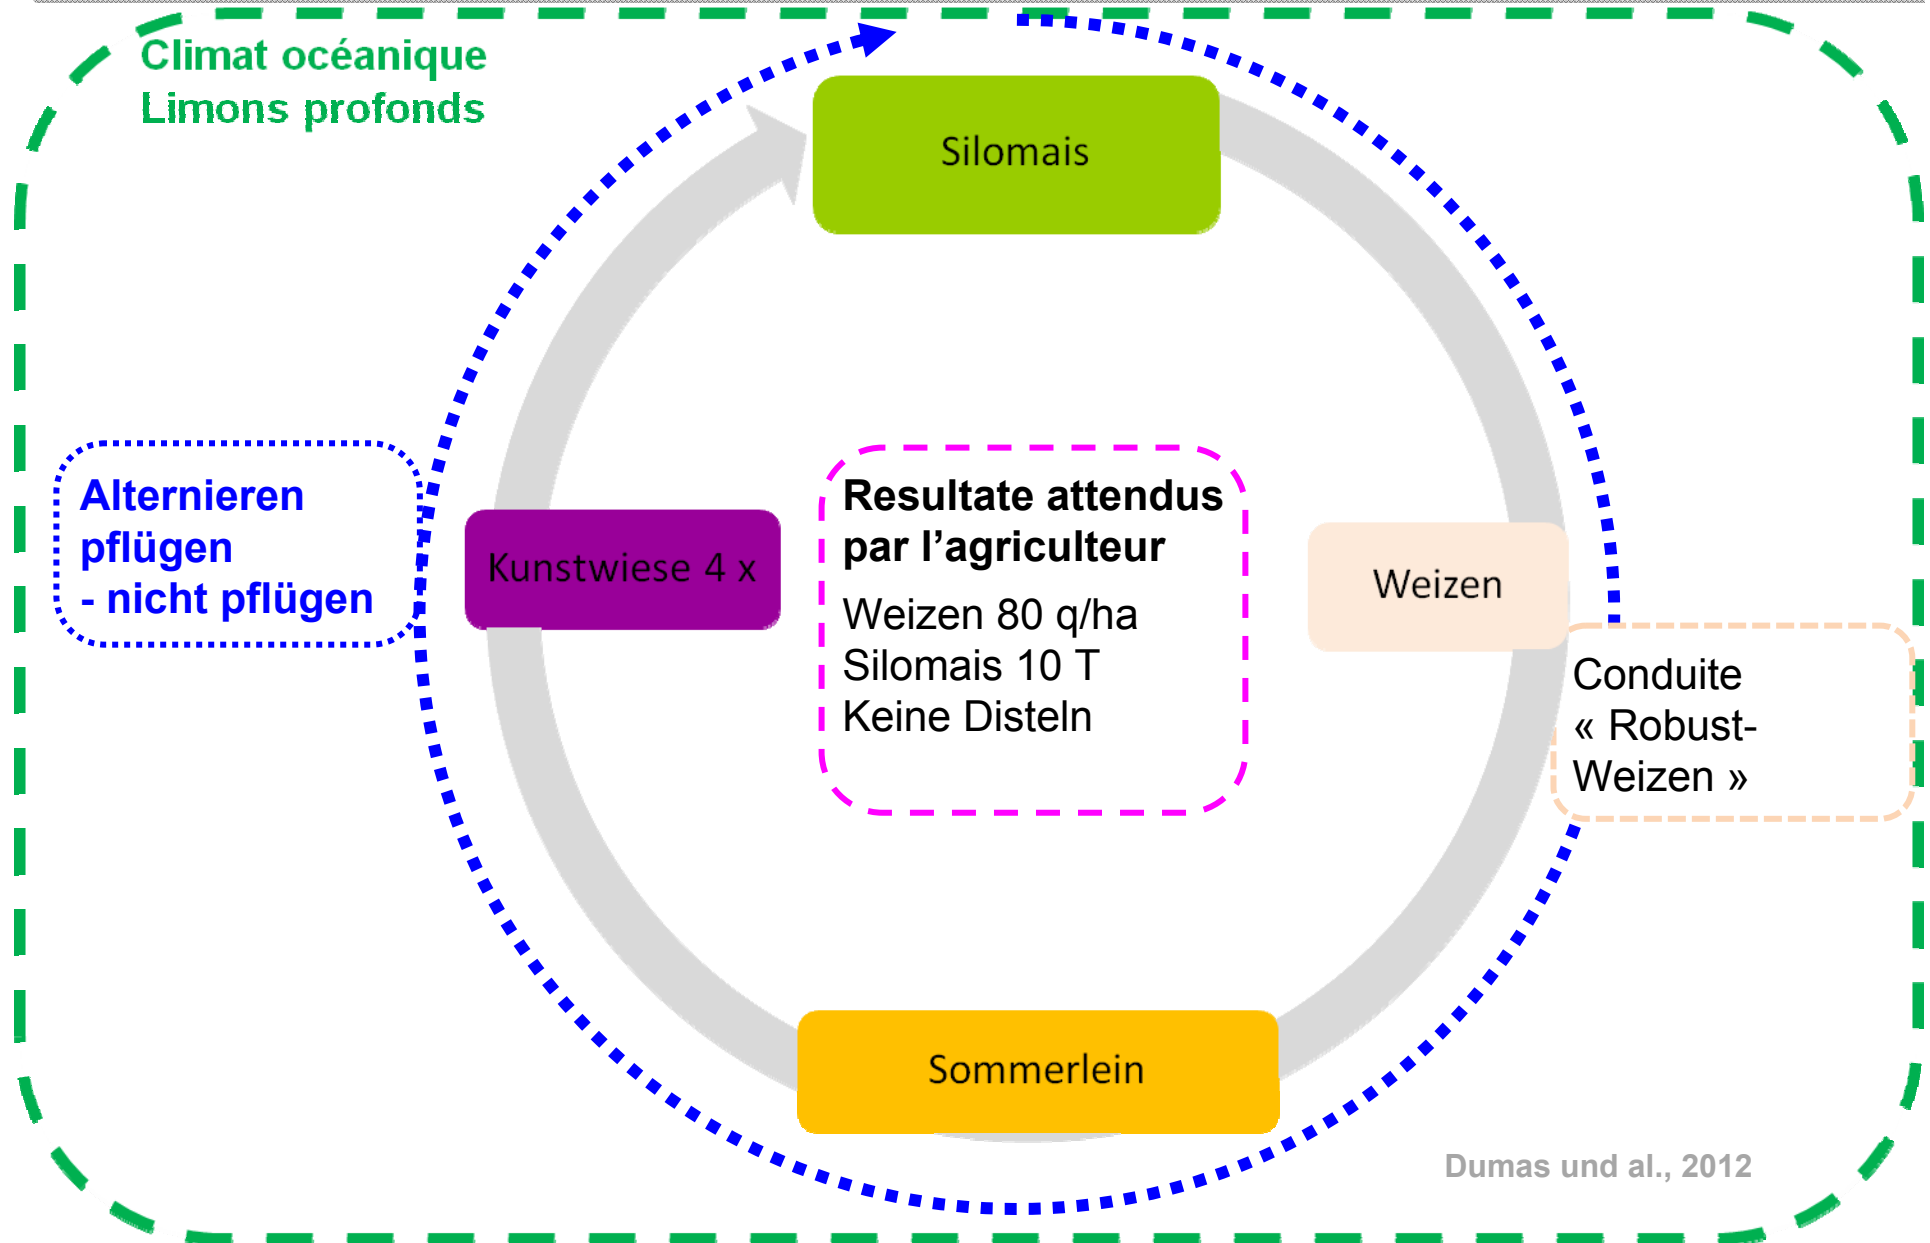 Climat océanique
Limons profonds
Silomais
Alternieren
pflügen
- nicht pflügen
Kunstwiese 4 x
Resultate attendus
par l’agriculteur
Weizen 80 q/ha
Silomais 10 T
Keine Disteln
Weizen
Conduite
« Robust-
Weizen »
Sommerlein
Dumas und al., 2012